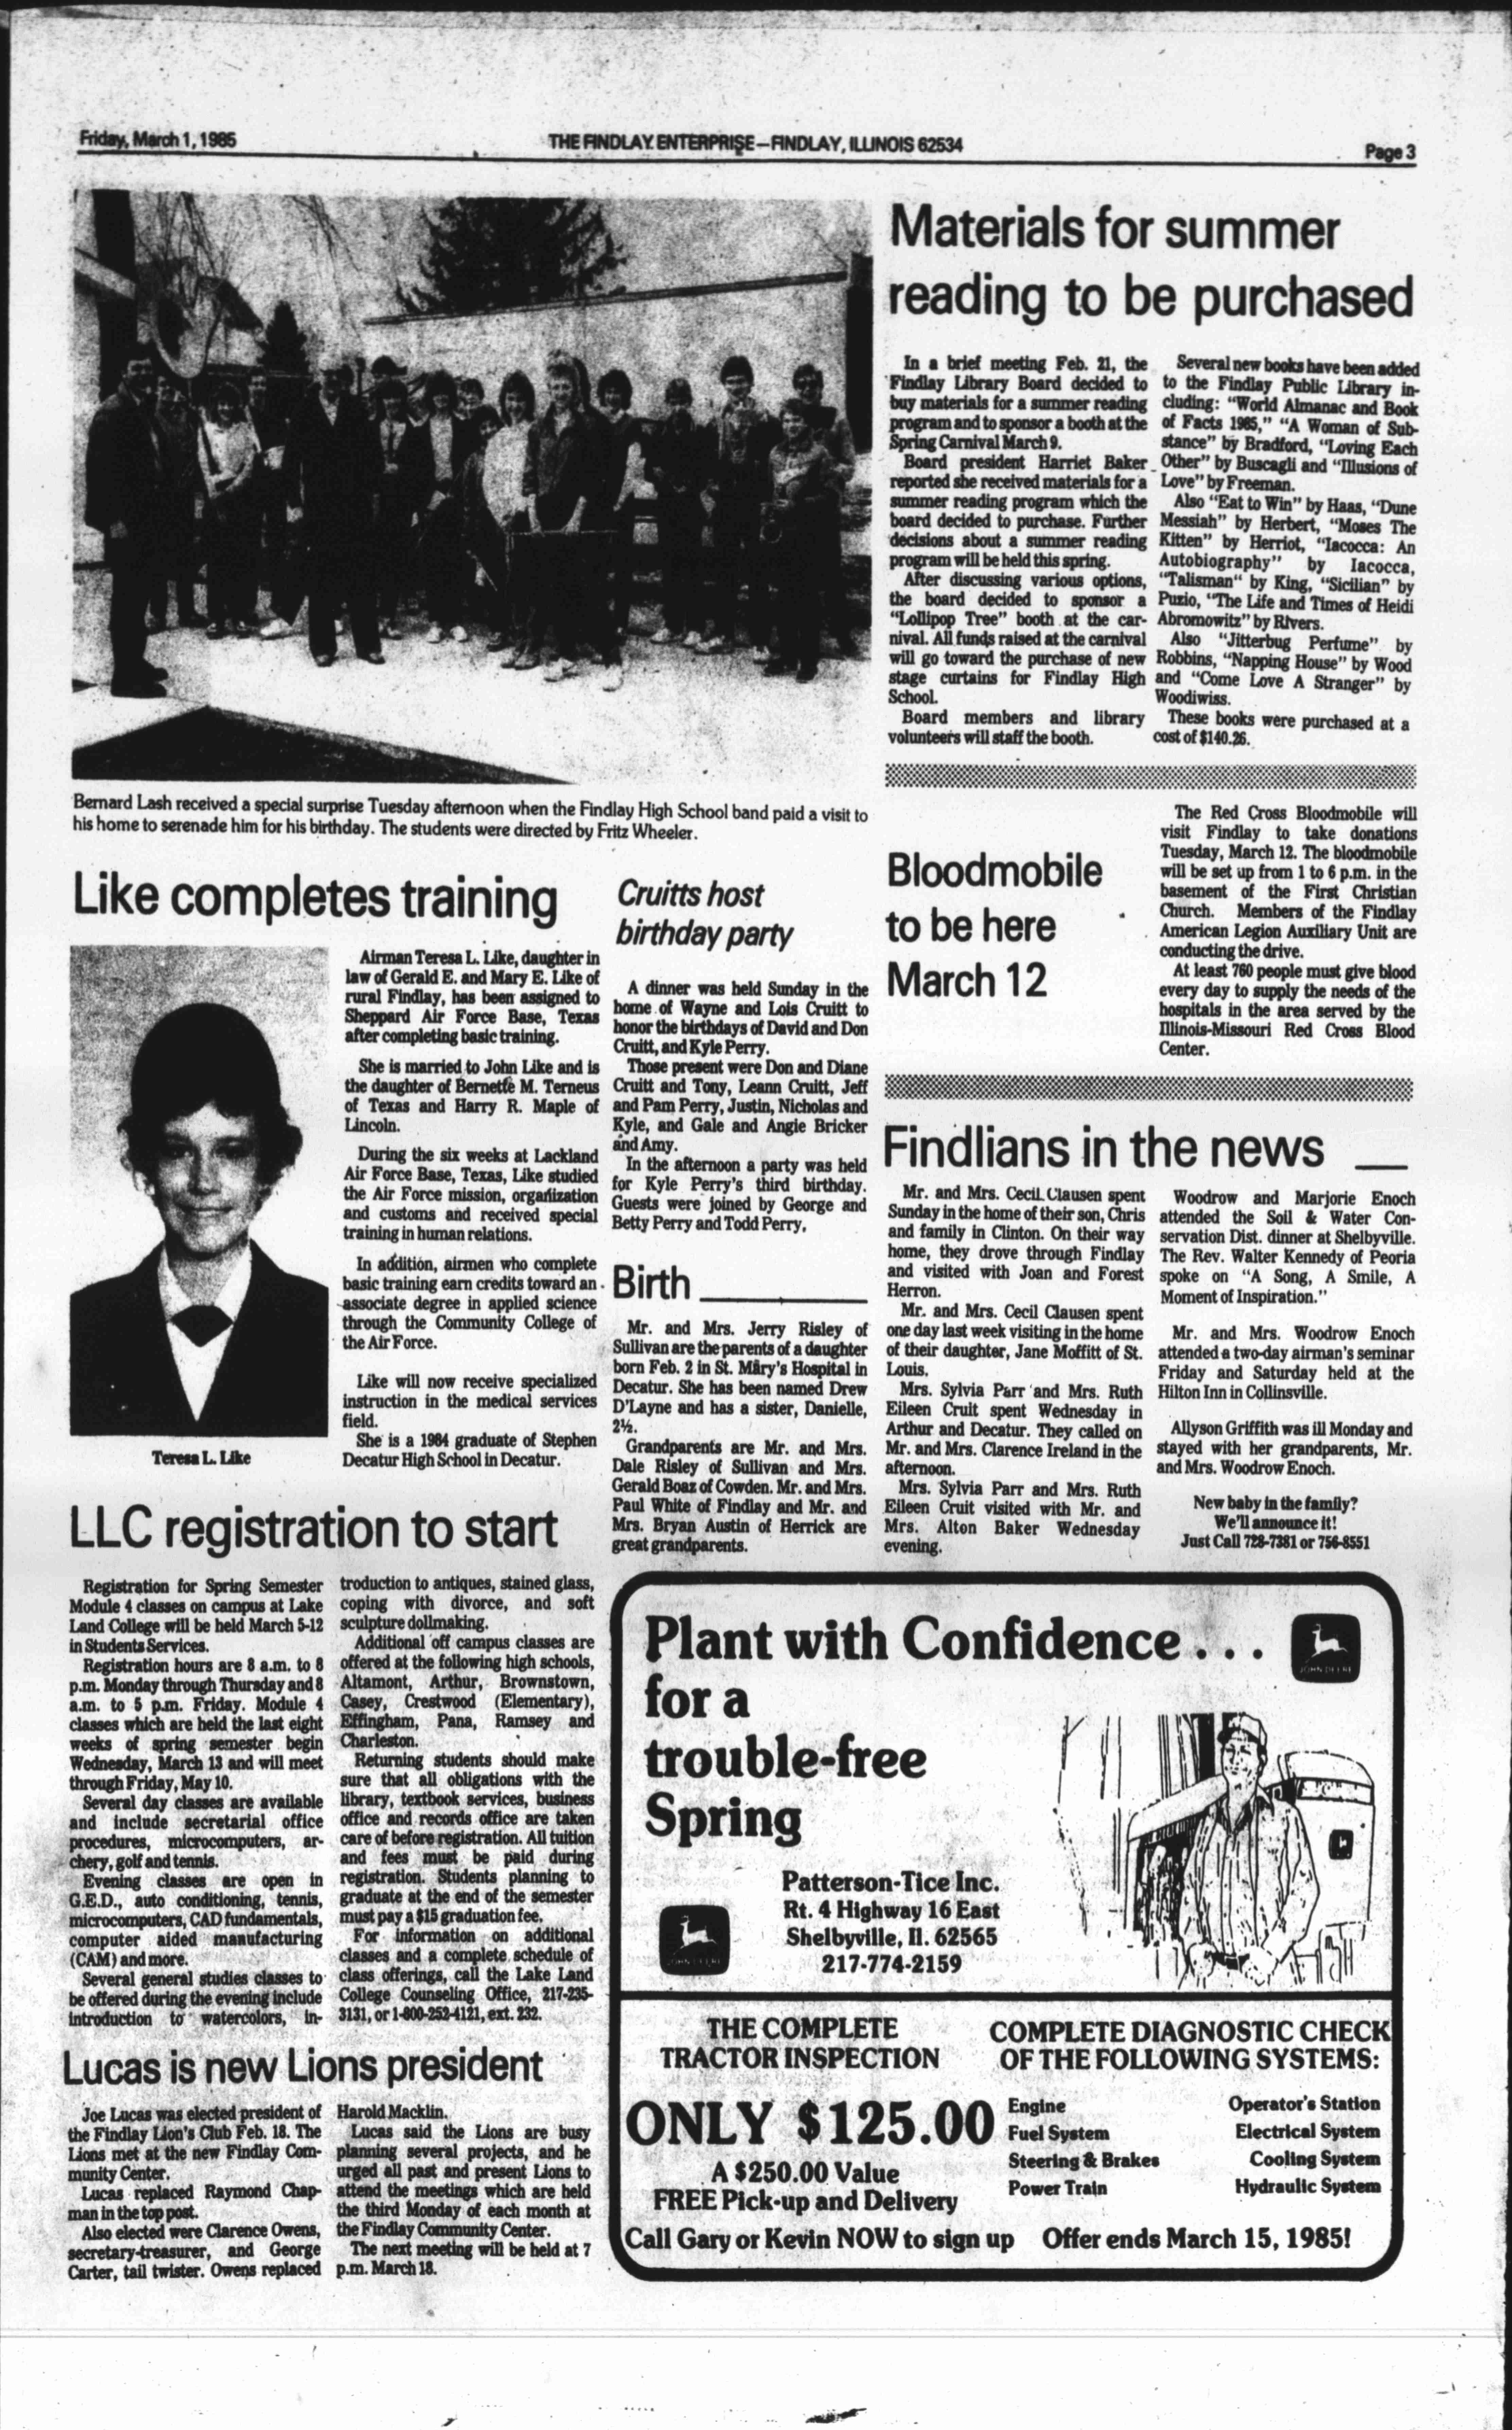 Friday, March 1, 1985
THE FINDLAY ENTERPRISE—FINDLAY, ILLINOIS 62534
Page 3
Bernard Lash received a special surprise Tuesday afternoon when the Findlay High School band paid a visit to
his home to serenade him for his birthday. The students were directed by Fritz Wheeler.
Materials for summer
reading to be purchased
In a brief meeting Feb. 21, the
Findlay Library Board decided to
buy materials for a summer reading
program and to sponsor a booth at the
Spring Carnival March 9.
Board president Harriet Baker
reported she received materials for a
summer reading program which the
board decided to purchase. Further
decisions about a summer reading
program will be held this spring.
After discussing various options,
the board decided to sponsor a
"Lollipop Tree" booth at the car-
nival. All funds raised at the carnival
will go toward the purchase of new
stage curtains for Findlay High
School.
Board members and library
volunteers will staff the booth.
Several new books have been added
to the Findlay Public Library in-
cluding: "World Almanac and Book
of Facts 1985," "A Woman of Sub-
stance" by Bradford, "Loving Each
Other" by Buscagli and "Illusions of
Love" by Freeman.
Also "Eat to Win" by Haas, "Dune
Messiah" by Herbert, "Moses The
Kitten" by Herriot, "Iacocca: An
Autobiography" by Iacocca,
"Talisman" by King, "Sicilian" by
Puzio, "The Life and Times of Heidi
Abromowitz" by Rivers.
Also "Jitterbug Perfume" by
Robbins, "Napping House" by Wood
and "Come Love A Stranger" by
Woodiwiss.
These books were purchased at a
cost of $140.26.
Bloodmobile
to be here
March 12
The Red Cross Bloodmobile will
visit Findlay to take donations
Tuesday, March 12. The bloodmobile
will be set up from 1 to 6 p.m. in the
basement of the First Christian
Church. Members of the Findlay
American Legion Auxiliary Unit are
conducting the drive.
At least 760 people must give blood
every day to supply the needs of the
hospitals in the area served by the
Illinois-Missouri Red Cross Blood
Center.
Like completes training
Teresa L. Like
Airman Teresa L. Like, daughter in
law of Gerald E. and Mary E. Like of
rural Findlay, has been assigned to
Sheppard Air Force Base, Texas
after completing basic training.
She is married to John Like and is
the daughter of Bernette M. Terneus
of Texas and Harry R. Maple of
Lincoln.
During the six weeks at Lackland
Air Force Base, Texas, Like studied
the Air Force mission, organization
and customs and received special
training in human relations.
In addition, airmen who complete
basic training earn credits toward an
associate degree in applied science
through the Community College of
the Air Force.
Like will now receive specialized
instruction in the medical services
field.
She is a 1984 graduate of Stephen
Decatur High School in Decatur.
Cruitts host
birthday party
A dinner was held Sunday in the
home of Wayne and Lois Cruitt to
honor the birthdays of David and Don
Cruitt, and Kyle Perry.
Those present were Don and Diane
Cruitt and Tony, Leann Cruitt, Jeff
and Pam Perry, Justin, Nicholas and
Kyle, and Gale and Angie Bricker
and Amy.
In the afternoon a party was held
for Kyle Perry's third birthday.
Guests were joined by George and
Betty Perry and Todd Perry.
Birth
Mr. and Mrs. Jerry Risley of
Sullivan are the parents of a daughter
born Feb. 2 in St. Mary's Hospital in
Decatur. She has been named Drew
D'Layne and has a sister, Danielle,
2½.
Grandparents are Mr. and Mrs.
Dale Risley of Sullivan and Mrs.
Gerald Boaz of Cowden. Mr. and Mrs.
Paul White of Findlay and Mr. and
Mrs. Bryan Austin of Herrick are
great grandparents.
Findlians in the news
Mr. and Mrs. Cecil Clausen spent
Sunday in the home of their son, Chris
and family in Clinton. On their way
home, they drove through Findlay
and visited with Joan and Forest
Herron.
Mr. and Mrs. Cecil Clausen spent
one day last week visiting in the home
of their daughter, Jane Moffitt of St.
Louis.
Mrs. Sylvia Parr and Mrs. Ruth
Eileen Cruit spent Wednesday in
Arthur and Decatur. They called on
Mr. and Mrs. Clarence Ireland in the
afternoon.
Mrs. Sylvia Parr and Mrs. Ruth
Eileen Cruit visited with Mr. and
Mrs. Alton Baker Wednesday
evening.
Woodrow and Marjorie Enoch
attended the Soil & Water Con-
servation Dist. dinner at Shelbyville.
The Rev. Walter Kennedy of Peoria
spoke on "A Song, A Smile, A
Moment of Inspiration."
Mr. and Mrs. Woodrow Enoch
attended a two-day airman's seminar
Friday and Saturday held at the
Hilton Inn in Collinsville.
Allyson Griffith was ill Monday and
stayed with her grandparents, Mr.
and Mrs. Woodrow Enoch.
New baby in the family?
We'll announce it!
Just Call 728-7381 or 756-8551
LLC registration to start
Registration for Spring Semester
Module 4 classes on campus at Lake
Land College will be held March 5-12
in Students Services.
Registration hours are 8 a.m. to 8
p.m. Monday through Thursday and 8
a.m. to 5 p.m. Friday. Module 4
classes which are held the last eight
weeks of spring semester begin
Wednesday, March 13 and will meet
through Friday, May 10.
Several day classes are available
and include secretarial office
procedures, microcomputers, ar-
chery, golf and tennis.
Evening classes are open in
G.E.D., auto conditioning, tennis,
microcomputers, CAD fundamentals,
computer aided manufacturing
(CAM) and more.
Several general studies classes to
be offered during the evening include
introduction to watercolors, in-
troduction to antiques, stained glass,
coping with divorce, and soft
sculpture dollmaking.
Additional off campus classes are
offered at the following high schools,
Altamont, Arthur, Brownstown,
Casey, Crestwood (Elementary),
Effingham, Pana, Ramsey and
Charleston.
Returning students should make
sure that all obligations with the
library, textbook services, business
office and records office are taken
care of before registration. All tuition
and fees must be paid during
registration. Students planning to
graduate at the end of the semester
must pay a $15 graduation fee.
For information on additional
classes and a complete schedule of
class offerings, call the Lake Land
College Counseling Office, 217-235-
3131, or 1-800-252-4121, ext. 232.
Lucas is new Lions president
Joe Lucas was elected president of
the Findlay Lion's Club Feb. 18. The
Lions met at the new Findlay Com-
munity Center.
Lucas replaced Raymond Chap-
man in the top post.
Also elected were Clarence Owens,
secretary-treasurer, and George
Carter, tail twister. Owens replaced
Harold Macklin.
Lucas said the Lions are busy
planning several projects, and he
urged all past and present Lions to
attend the meetings which are held
the third Monday of each month at
the Findlay Community Center.
The next meeting will be held at 7
p.m. March 18.
Plant with Confidence . . .
for a
trouble-free
Spring
JOHN DEERE
Patterson-Tice Inc.
Rt. 4 Highway 16 East
Shelbyville, Il. 62565
217-774-2159
JOHN DEERE
THE COMPLETE
TRACTOR INSPECTION
ONLY $125.00
A $250.00 Value
FREE Pick-up and Delivery
COMPLETE DIAGNOSTIC CHECK
OF THE FOLLOWING SYSTEMS:
Engine
Fuel System
Steering & Brakes
Power Train
Operator's Station
Electrical System
Cooling System
Hydraulic System
Call Gary or Kevin NOW to sign up Offer ends March 15, 1985!